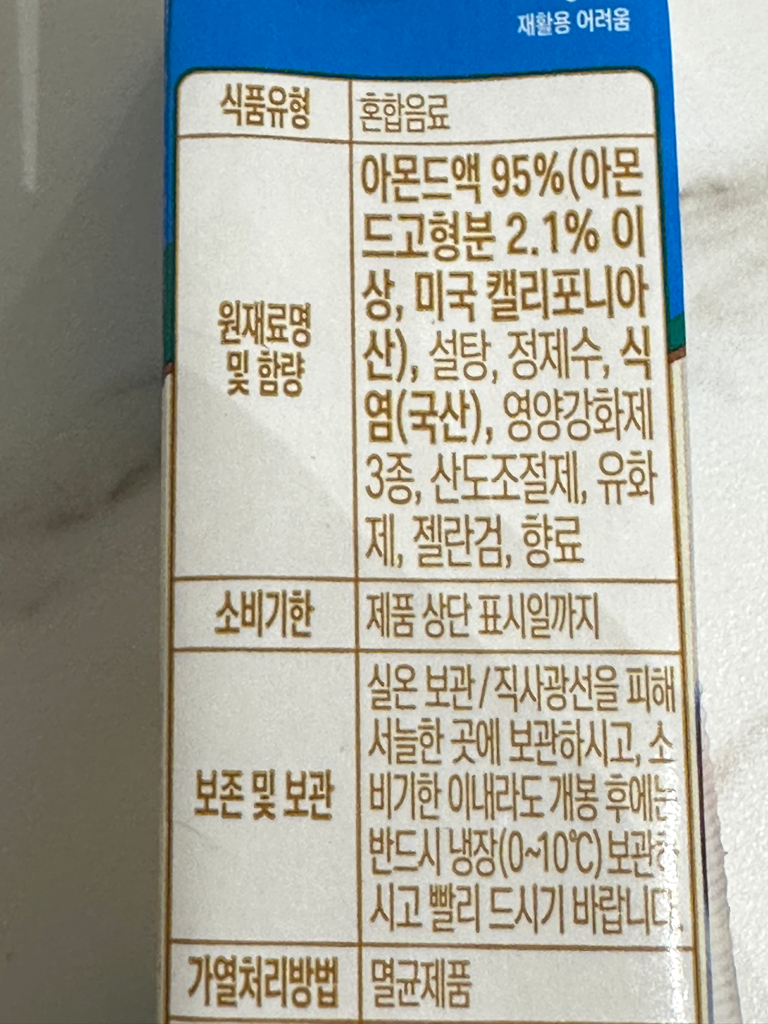 재활용 어려움
식품유형
혼합음료
원재료명
및 함량
아몬드액 95%(아몬
드고형분 2.1% 이
상, 미국 캘리포니아
산), 설탕, 정제수, 식
염(국산), 영양강화제
3종, 산도조절제, 유화
제, 젤란검, 향료
소비기한
제품 상단 표시일까지
보존 및 보관
실온 보관/직사광선을 피해
서늘한 곳에 보관하시고, 소
비기한 이내라도 개봉 후에는
반드시 냉장(0~10℃) 보관하
시고 빨리 드시기 바랍니다.
가열처리방법
멸균제품